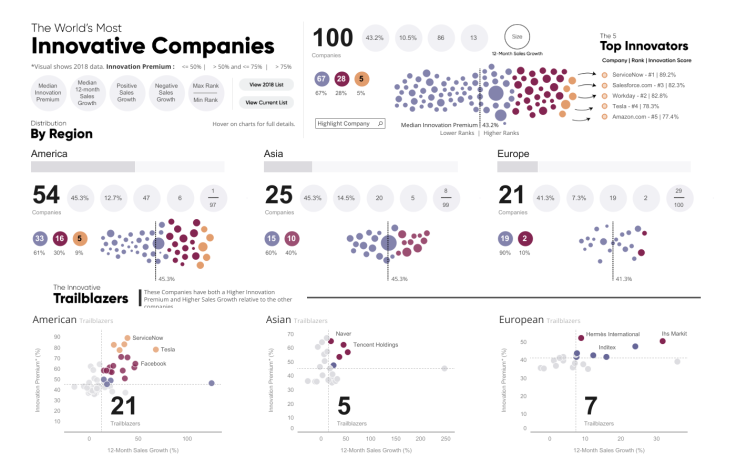 The World's Most
Innovative Companies
*Visual shows 2018 data. Innovation Premium : <= 50% | > 50% and <= 75% | > 75%
Median Innovation Premium
Median 12-month Sales Growth
Positive Sales Growth
Negative Sales Growth
Max Rank
Min Rank
View 2018 List
View Current List
100
Companies
43.2%
10.5%
86
13
Size
12-Month Sales Growth
67
28
5
67%
28%
5%
Highlight Company
Median Innovation Premium 43.2%
Lower Ranks | Higher Ranks
The 5
Top Innovators
Company | Rank | Innovation Score
ServiceNow - #1 | 89.2%
Salesforce.com - #3 | 82.3%
Workday - #2 | 82.8%
Tesla - #4 | 78.3%
Amazon.com - #5 | 77.4%
Distribution
By Region
Hover on charts for full details.
America
54
Companies
45.3%
12.7%
47
6
1
97
33
16
5
61%
30%
9%
45.3%
Asia
25
Companies
45.3%
14.5%
20
5
8
99
15
10
60%
40%
45.3%
Europe
21
Companies
41.3%
7.3%
19
2
29
100
19
2
90%
10%
41.3%
The Innovative
Trailblazers
These Companies have both a Higher Innovation
Premium and Higher Sales Growth relative to the other
companies
American Trailblazers
Innovation Premium* (%)
90
80
70
60
50
40
30
20
10
ServiceNow
Tesla
Facebook
21
Trailblazers
0
50
100
12-Month Sales Growth (%)
Asian Trailblazers
Innovation Premium* (%)
70
60
50
40
30
20
10
0
Naver
Tencent Holdings
5
Trailblazers
0
50
100
150
200
250
12-Month Sales Growth (%)
European Trailblazers
Innovation Premium* (%)
50
40
30
20
10
0
Hermès International
Ihs Markit
Inditex
7
Trailblazers
0
10
20
30
12-Month Sales Growth (%)